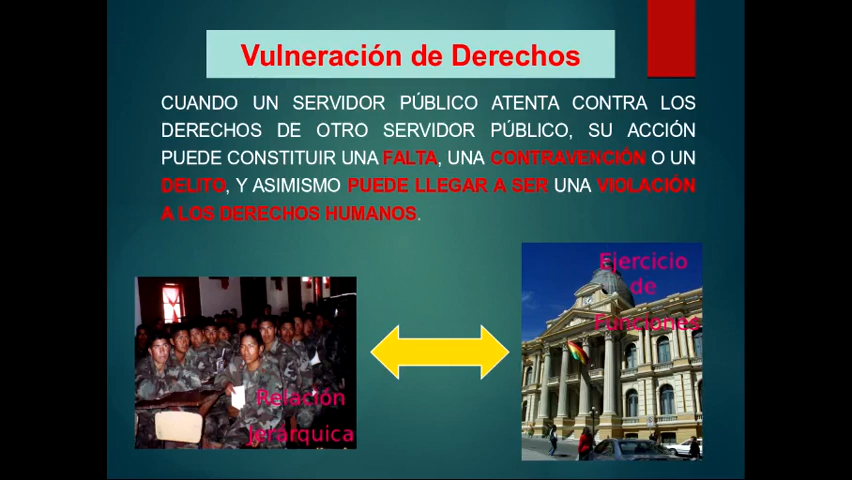 Vulneración de Derechos
CUANDO UN SERVIDOR PÚBLICO ATENTA CONTRA LOS
DERECHOS DE OTRO SERVIDOR PÚBLICO, SU ACCIÓN
PUEDE CONSTITUIR UNA FALTA, UNA CONTRAVENCIÓN O UN
DELITO, Y ASIMISMO PUEDE LLEGAR A SER UNA VIOLACIÓN
A LOS DERECHOS HUMANOS.
Ejercicio
de
Funciones
Relación
Jerárquica